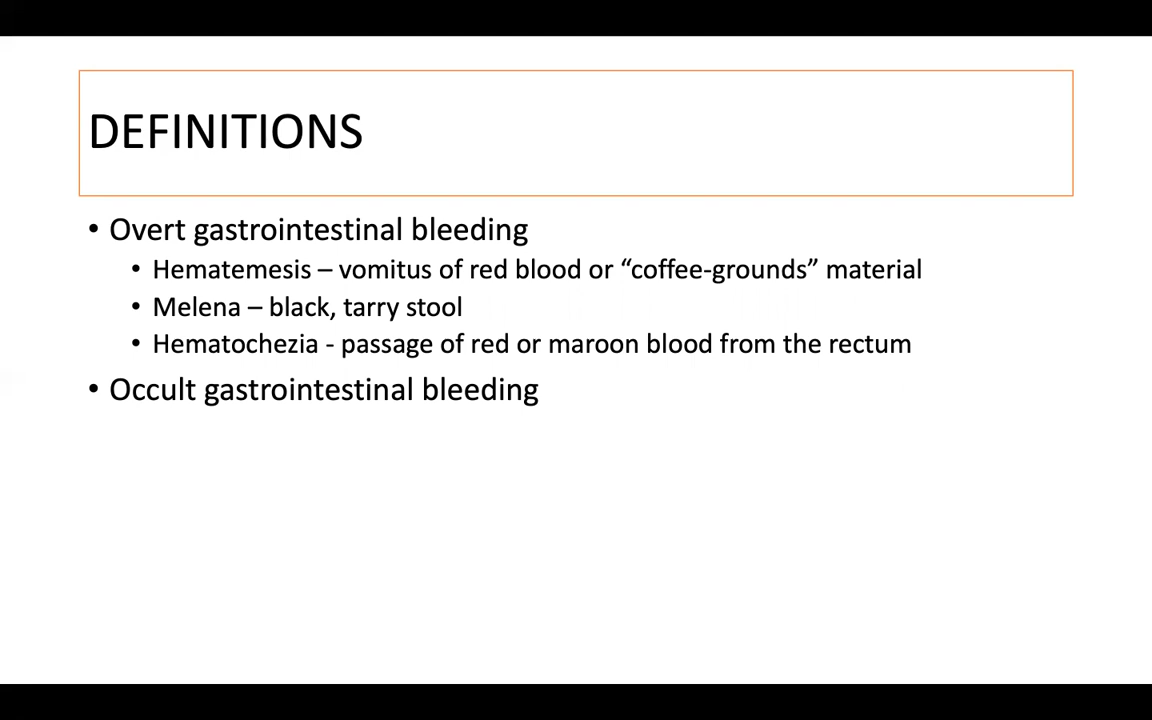 DEFINITIONS
• Overt gastrointestinal bleeding
• Hematemesis – vomitus of red blood or “coffee-grounds” material
• Melena – black, tarry stool
• Hematochezia - passage of red or maroon blood from the rectum
• Occult gastrointestinal bleeding